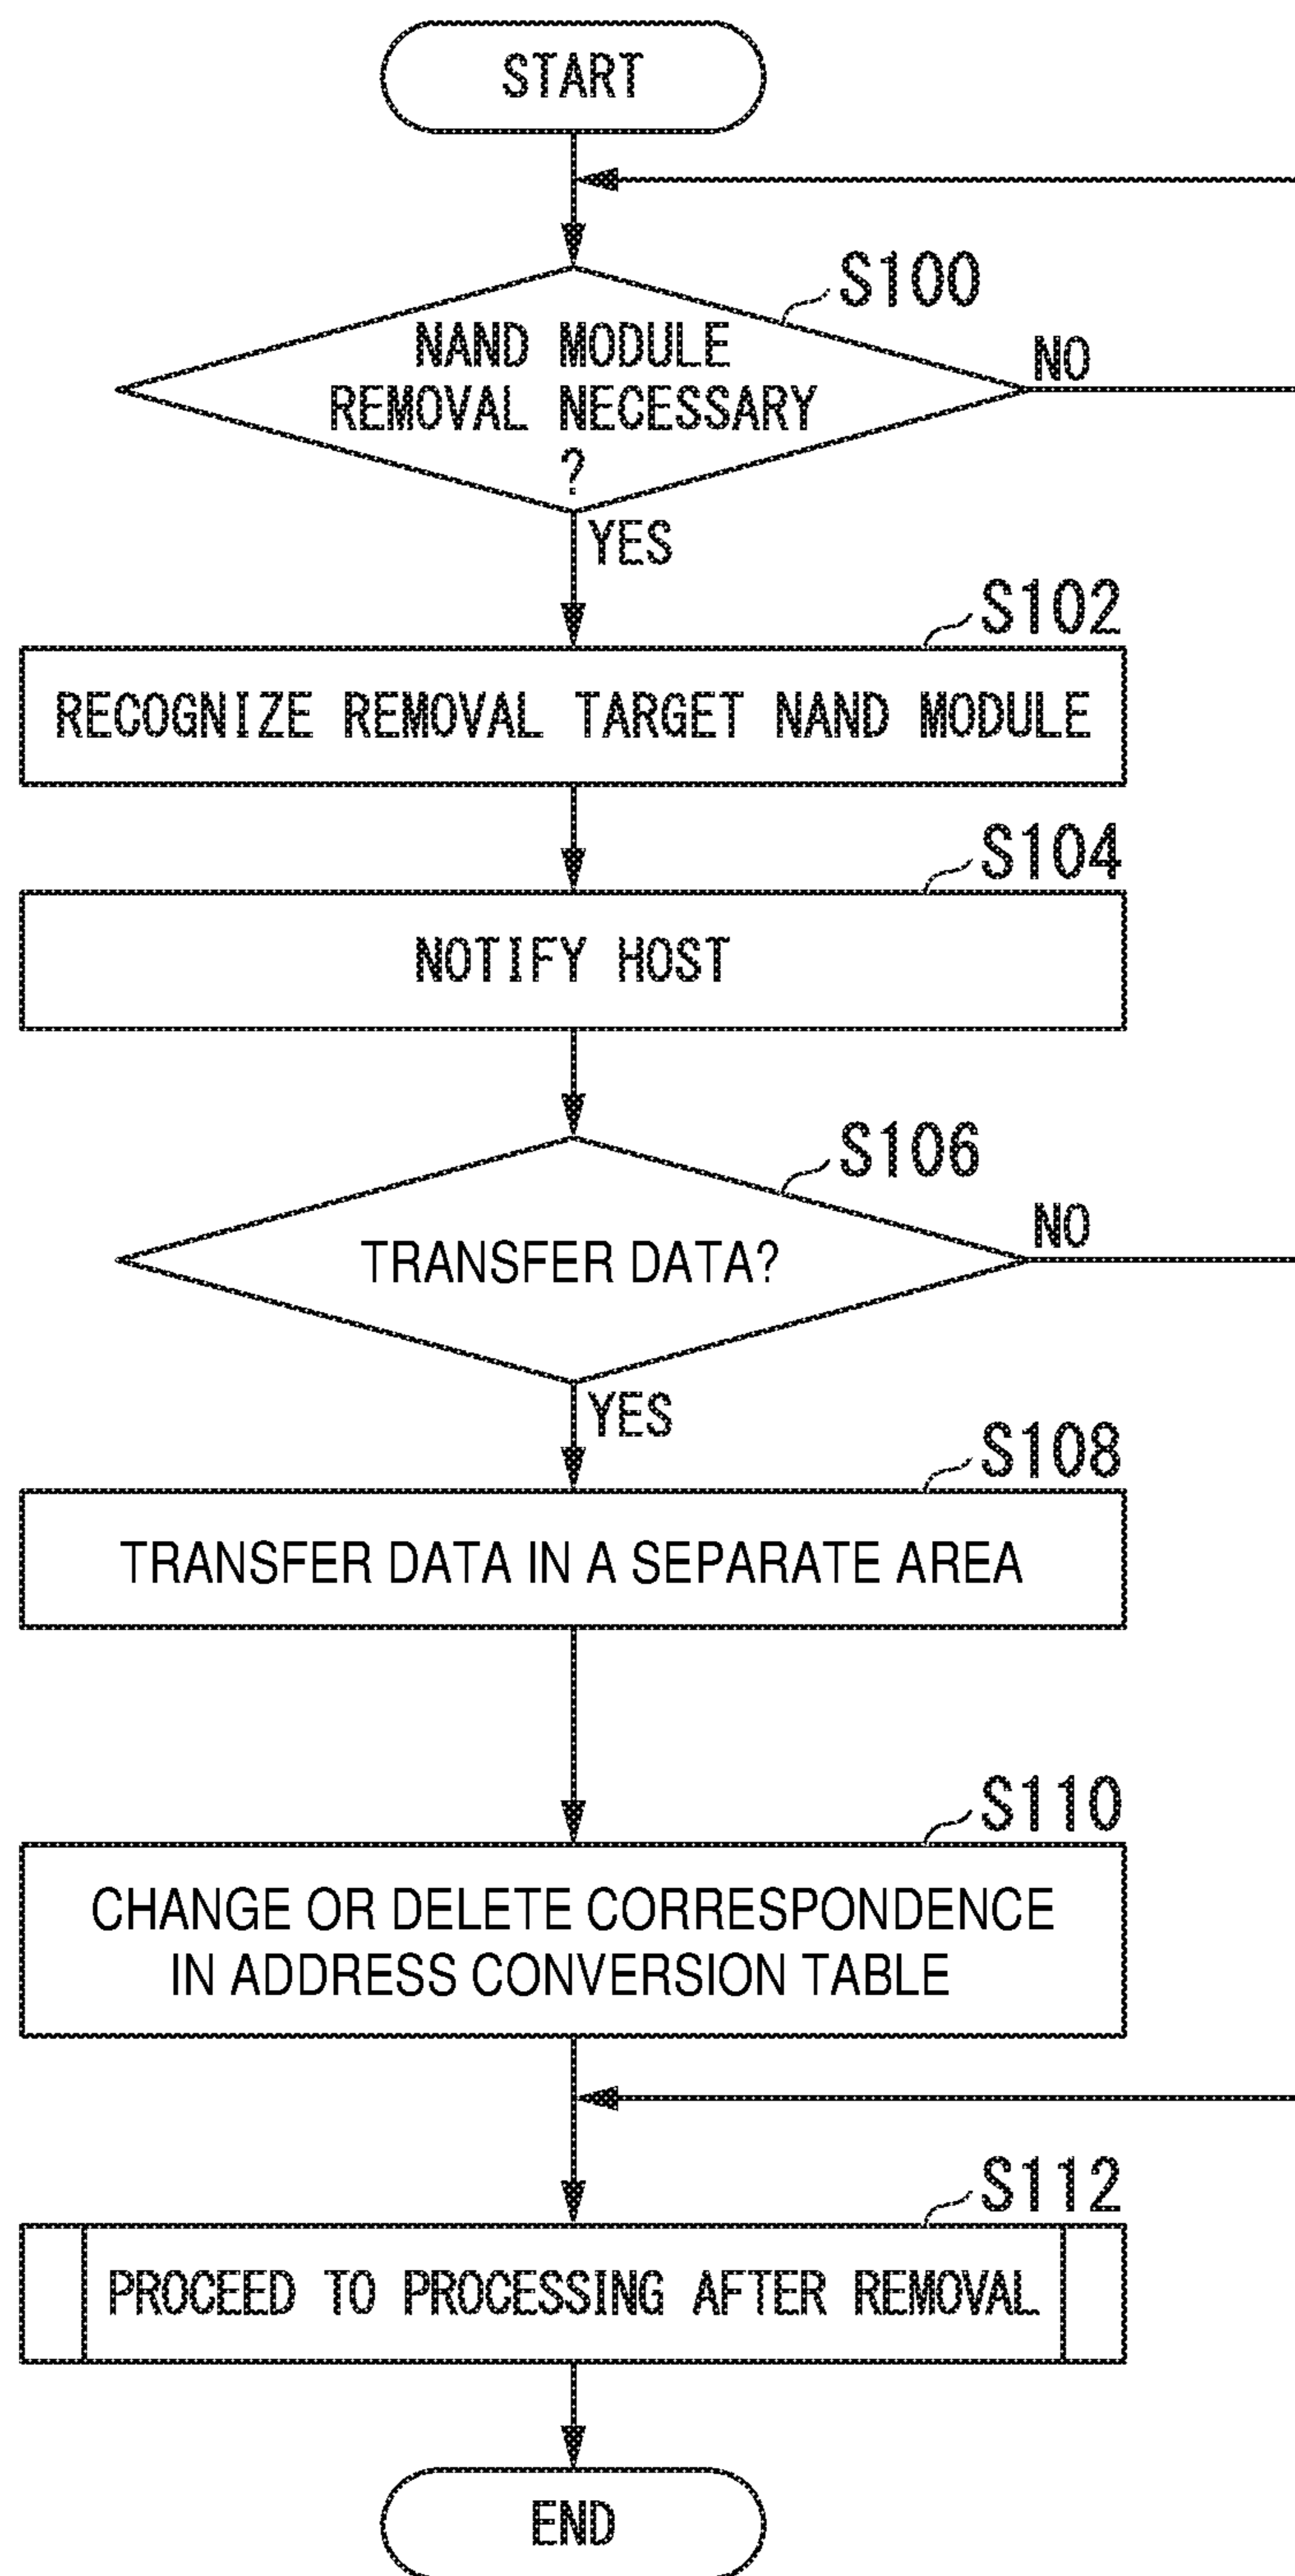 START
S100
NAND MODULE
REMOVAL NECESSARY
?
NO
YES
S102
RECOGNIZE REMOVAL TARGET NAND MODULE
S104
NOTIFY HOST
S106
TRANSFER DATA?
NO
YES
S108
TRANSFER DATA IN A SEPARATE AREA
S110
CHANGE OR DELETE CORRESPONDENCE
IN ADDRESS CONVERSION TABLE
S112
PROCEED TO PROCESSING AFTER REMOVAL
END